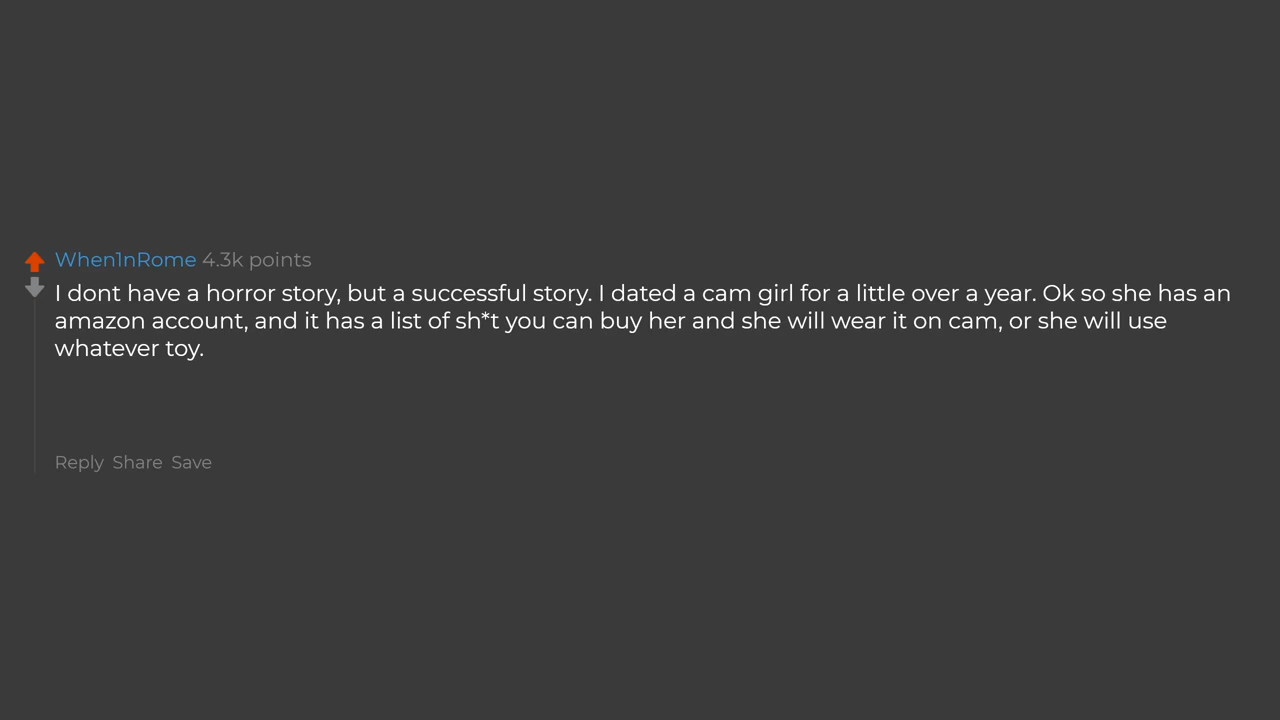 When1nRome 4.3k points
I dont have a horror story, but a successful story. I dated a cam girl for a little over a year. Ok so she has an
amazon account, and it has a list of sh*t you can buy her and she will wear it on cam, or she will use
whatever toy.
Reply Share Save